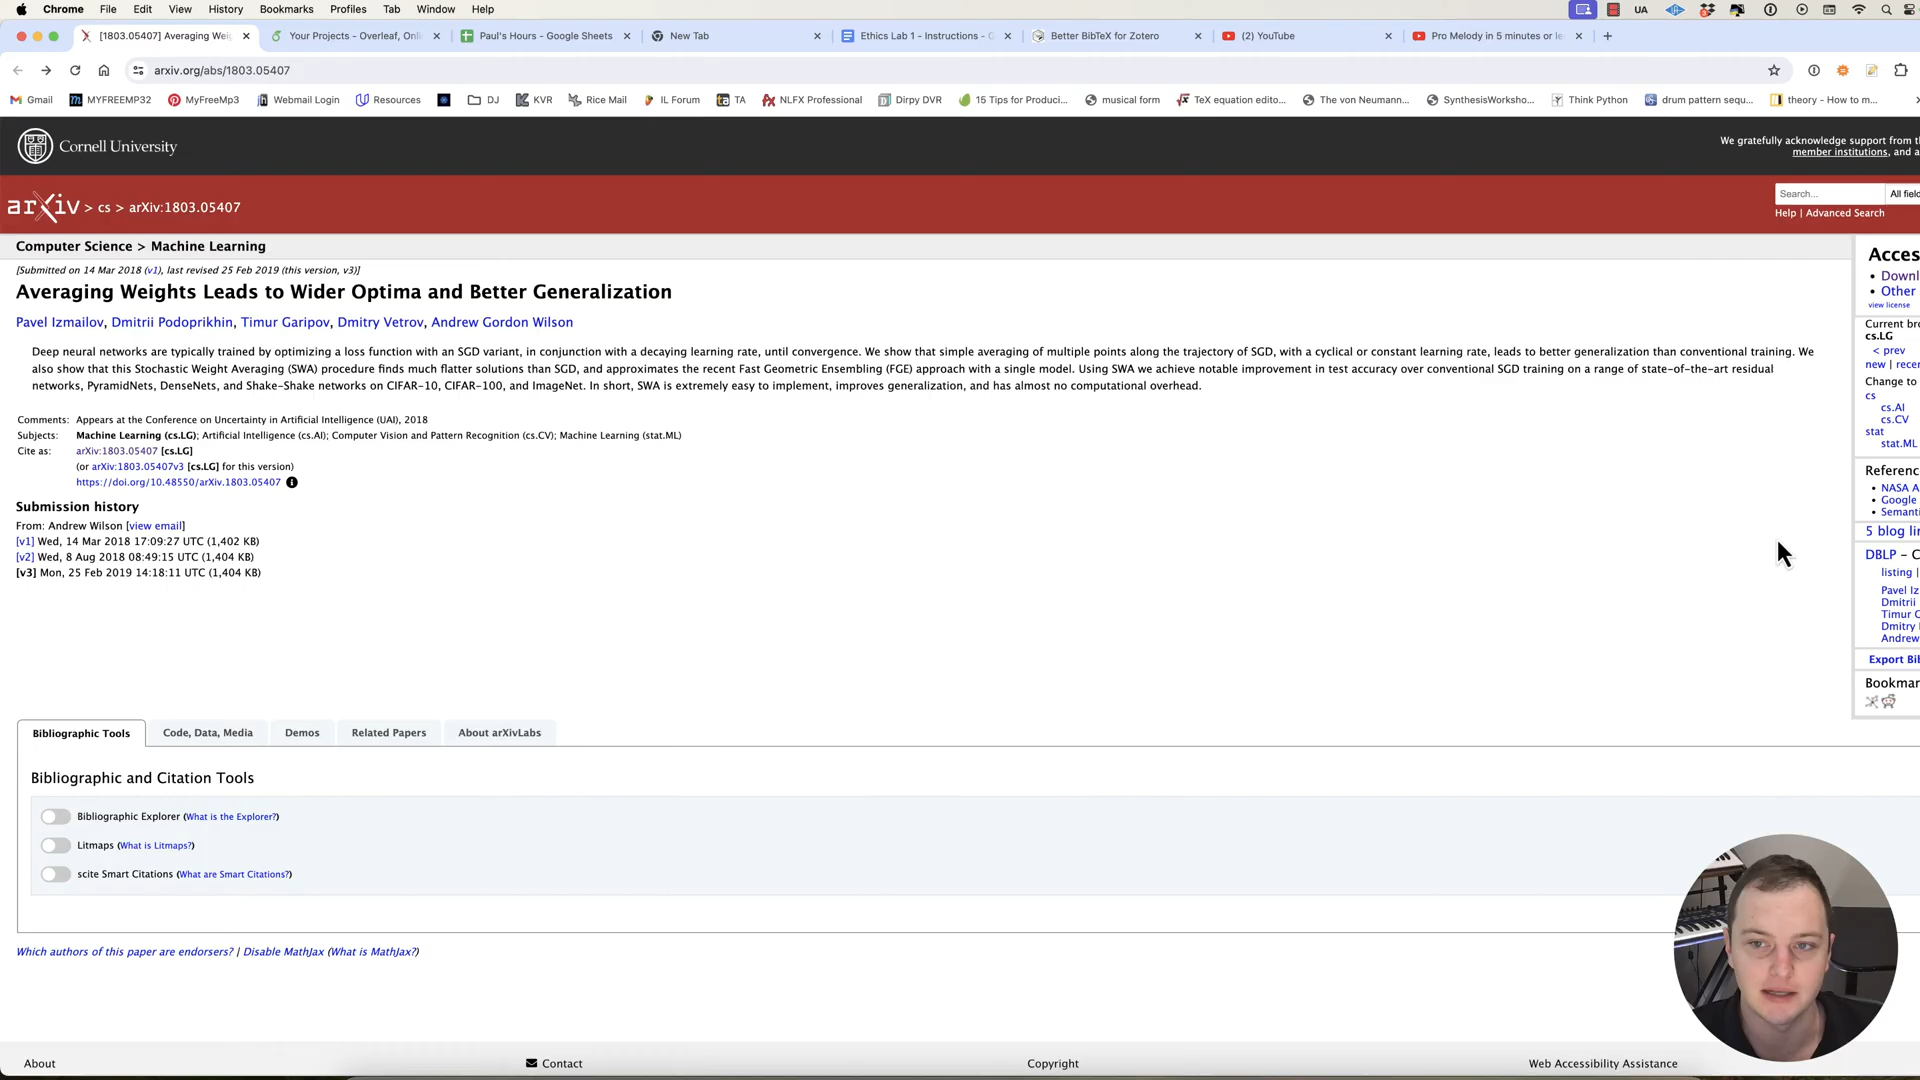 Chrome File Edit View History Bookmarks Profiles Tab Window Help UA
[1803.05407] Averaging Wei Your Projects - Overleaf, Onli Paul's Hours - Google Sheets New Tab Ethics Lab 1 - Instructions - G Better BibTeX for Zotero (2) YouTube Pro Melody in 5 minutes or le
arxiv.org/abs/1803.05407
Gmail MYFREEMP32 MyFreeMp3 Webmail Login Resources DJ KVR Rice Mail IL Forum TA NLFX Professional Dirpy DVR 15 Tips for Produci... musical form TeX equation edito... The von Neumann... SynthesisWorksho... Think Python drum pattern sequ... theory - How to m...
Cornell University
We gratefully acknowledge support from th
member institutions, and a
arXiv > cs > arXiv:1803.05407
Search... All field
Help | Advanced Search
Computer Science > Machine Learning
[Submitted on 14 Mar 2018 (v1), last revised 25 Feb 2019 (this version, v3)]
Averaging Weights Leads to Wider Optima and Better Generalization
Pavel Izmailov, Dmitrii Podoprikhin, Timur Garipov, Dmitry Vetrov, Andrew Gordon Wilson
Deep neural networks are typically trained by optimizing a loss function with an SGD variant, in conjunction with a decaying learning rate, until convergence. We show that simple averaging of multiple points along the trajectory of SGD, with a cyclical or constant learning rate, leads to better generalization than conventional training. We
also show that this Stochastic Weight Averaging (SWA) procedure finds much flatter solutions than SGD, and approximates the recent Fast Geometric Ensembling (FGE) approach with a single model. Using SWA we achieve notable improvement in test accuracy over conventional SGD training on a range of state-of-the-art residual
networks, PyramidNets, DenseNets, and Shake-Shake networks on CIFAR-10, CIFAR-100, and ImageNet. In short, SWA is extremely easy to implement, improves generalization, and has almost no computational overhead.
Comments: Appears at the Conference on Uncertainty in Artificial Intelligence (UAI), 2018
Subjects: Machine Learning (cs.LG); Artificial Intelligence (cs.AI); Computer Vision and Pattern Recognition (cs.CV); Machine Learning (stat.ML)
Cite as: arXiv:1803.05407 [cs.LG]
(or arXiv:1803.05407v3 [cs.LG] for this version)
https://doi.org/10.48550/arXiv.1803.05407
Submission history
From: Andrew Wilson [view email]
[v1] Wed, 14 Mar 2018 17:09:27 UTC (1,402 KB)
[v2] Wed, 8 Aug 2018 08:49:15 UTC (1,404 KB)
[v3] Mon, 25 Feb 2019 14:18:11 UTC (1,404 KB)
Acces
Downl
Other
view license
Current bro
cs.LG
< prev
new | recen
Change to
cs
cs.AI
cs.CV
stat
stat.ML
Referenc
NASA A
Google
Semanti
5 blog lin
DBLP - C
listing |
Pavel Iz
Dmitrii
Timur G
Dmitry
Andrew
Export Bib
Bookmar
Bibliographic Tools Code, Data, Media Demos Related Papers About arXivLabs
Bibliographic and Citation Tools
Bibliographic Explorer (What is the Explorer?)
Litmaps (What is Litmaps?)
scite Smart Citations (What are Smart Citations?)
Which authors of this paper are endorsers? | Disable MathJax (What is MathJax?)
About Contact Copyright Web Accessibility Assistance